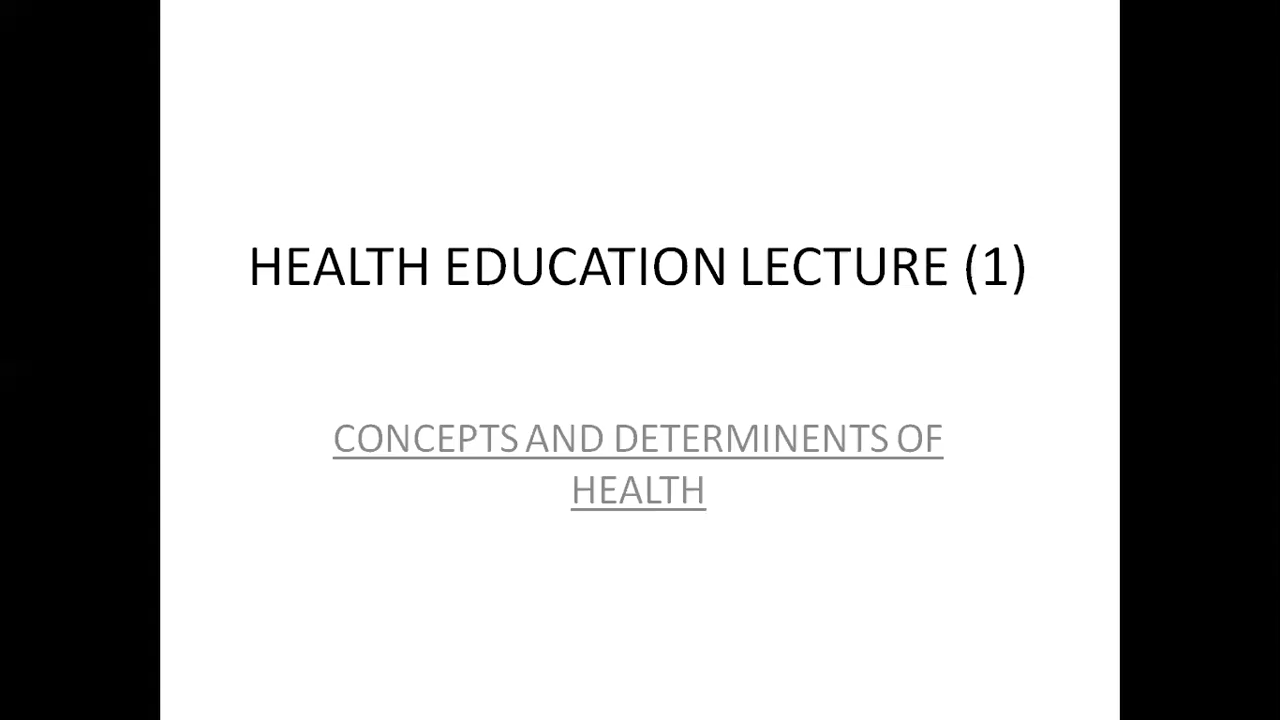 HEALTH EDUCATION LECTURE (1)
CONCEPTS AND DETERMINENTS OF
HEALTH